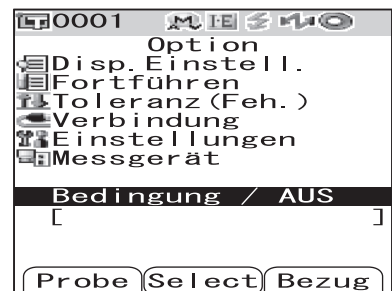 0001 M I·E
Option
Disp.Einstell.
Fortführen
Toleranz(Feh.)
Verbindung
Einstellungen
Messgerät
Bedingung / AUS
[ ]
Probe Select Bezug